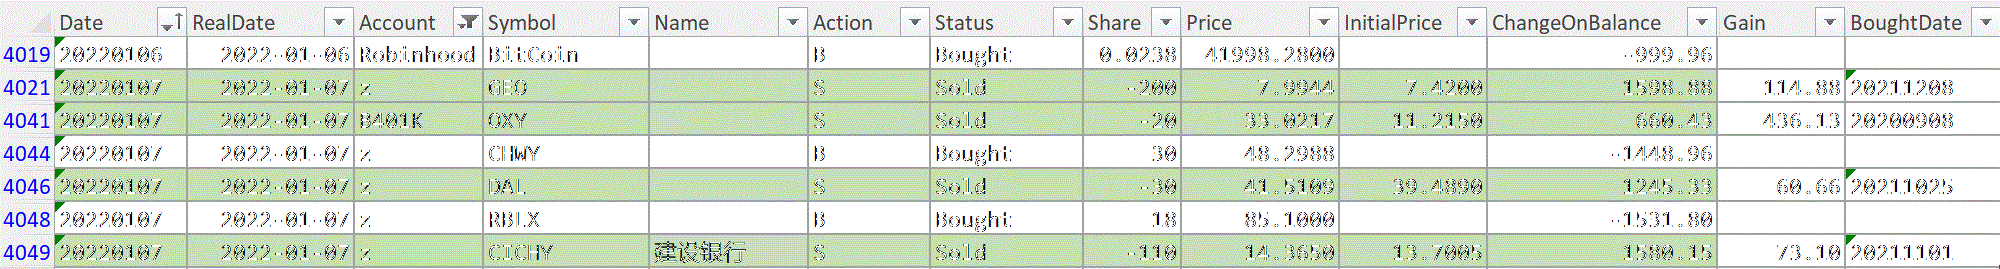 Date RealDate Account Symbol Name Action Status Share Price InitialPrice ChangeOnBalance Gain BoughtDate
4019 20220106 2022-01-06 Robinhood BitCoin B Bought 0.0238 41998.2800 -999.96
4021 20220107 2022-01-07 z GEO S Sold -200 7.9944 7.4200 1598.88 114.88 20211208
4041 20220107 2022-01-07 B401K OXY S Sold -20 33.0217 11.2150 660.43 436.13 20200908
4044 20220107 2022-01-07 z CHWY B Bought 30 48.2988 -1448.96
4046 20220107 2022-01-07 z DAL S Sold -30 41.5109 39.4890 1245.33 60.66 20211025
4048 20220107 2022-01-07 z RBLX B Bought 18 85.1000 -1531.80
4049 20220107 2022-01-07 z CICHY 建设银行 S Sold -110 14.3650 13.7005 1580.15 73.10 20211101